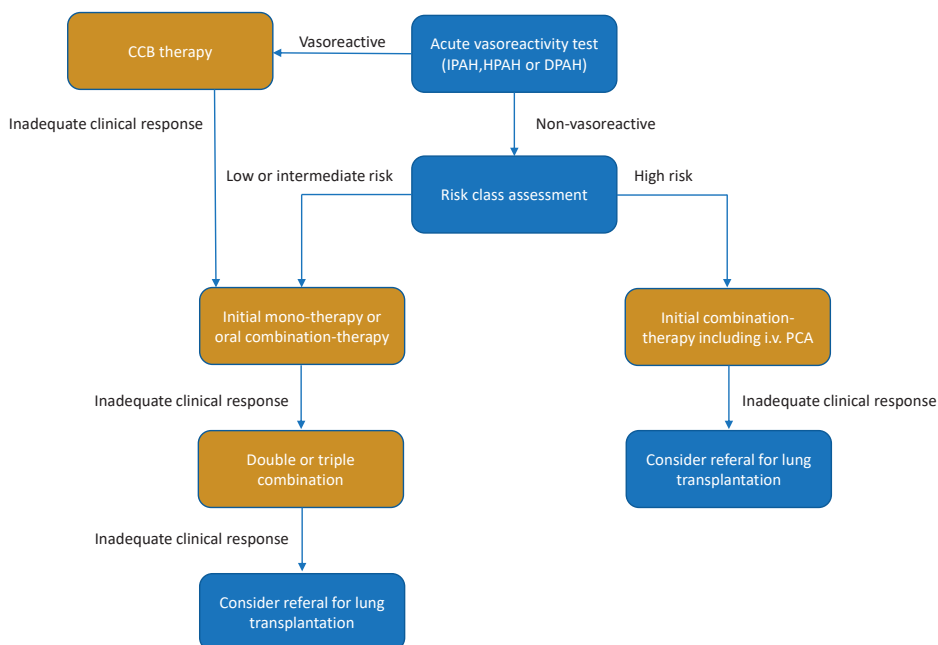 CCB therapy
Vasoreactive
Acute vasoreactivity test
(IPAH,HPAH or DPAH)
Inadequate clinical response
Non-vasoreactive
Low or intermediate risk
Risk class assessment
High risk
Initial mono-therapy or
oral combination-therapy
Initial combination-
therapy including i.v. PCA
Inadequate clinical response
Inadequate clinical response
Double or triple
combination
Consider referal for lung
transplantation
Inadequate clinical response
Consider referal for lung
transplantation